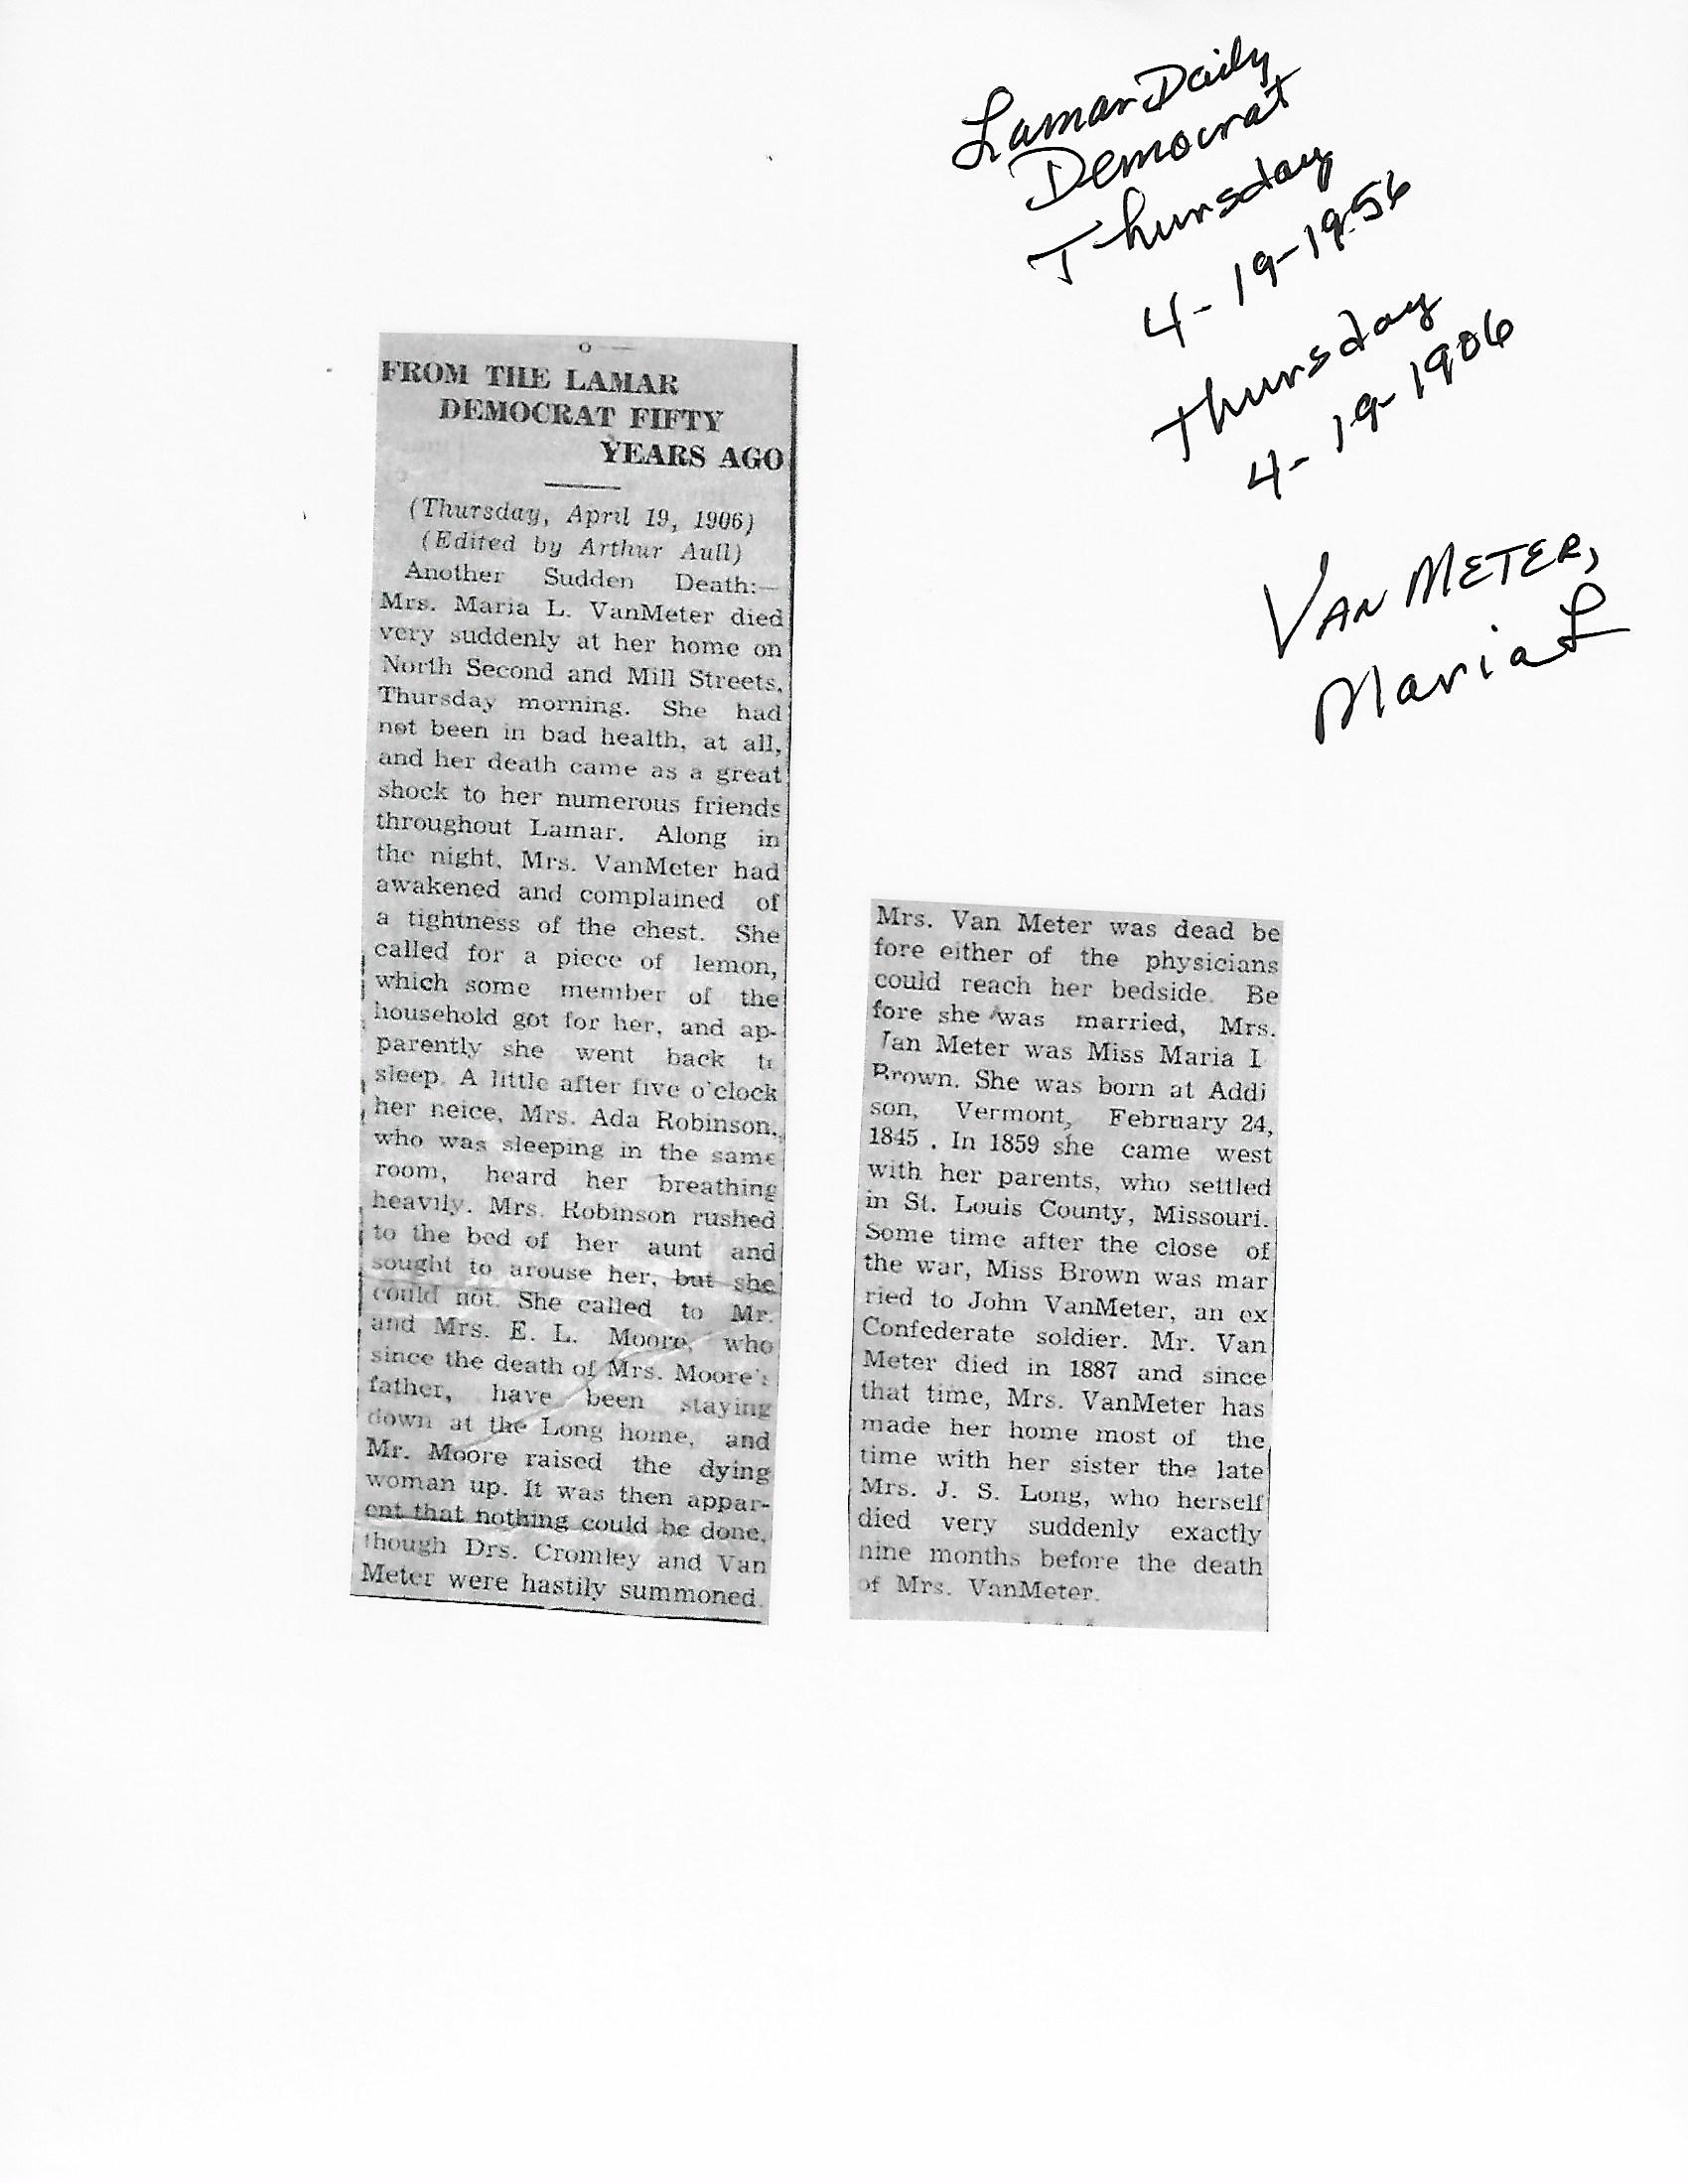 Lamar Daily
Democrat
Thursday
4-19-1956
Thursday
4-19-1906
VAN METER,
Maria L
FROM THE LAMAR
DEMOCRAT FIFTY
YEARS AGO
(Thursday, April 19, 1906)
(Edited by Arthur Aull)
Another Sudden Death:—
Mrs. Maria L. VanMeter died
very suddenly at her home on
North Second and Mill Streets,
Thursday morning. She had
not been in bad health, at all,
and her death came as a great
shock to her numerous friends
throughout Lamar. Along in
the night, Mrs. VanMeter had
awakened and complained of
a tightness of the chest. She
called for a piece of lemon,
which some member of the
household got for her, and ap-
parently she went back t
sleep. A little after five o'clock
her neice, Mrs. Ada Robinson,
who was sleeping in the same
room, heard her breathing
heavily. Mrs. Robinson rushed
to the bed of her aunt and
sought to arouse her, but she
could not. She called to Mr.
and Mrs. E. L. Moore, who
since the death of Mrs. Moore's
father, have been staying
down at the Long home, and
Mr. Moore raised the dying
woman up. It was then appar-
ent that nothing could be done,
though Drs. Cromley and Van
Meter were hastily summoned.
Mrs. Van Meter was dead be
fore either of the physicians
could reach her bedside. Be
fore she was married, Mrs.
Van Meter was Miss Maria L
Brown. She was born at Addi
son, Vermont, February 24,
1845 . In 1859 she came west
with her parents, who settled
in St. Louis County, Missouri.
Some time after the close of
the war, Miss Brown was mar
ried to John VanMeter, an ex
Confederate soldier. Mr. Van
Meter died in 1887 and since
that time, Mrs. VanMeter has
made her home most of the
time with her sister the late
Mrs. J. S. Long, who herself
died very suddenly exactly
nine months before the death
of Mrs. VanMeter.